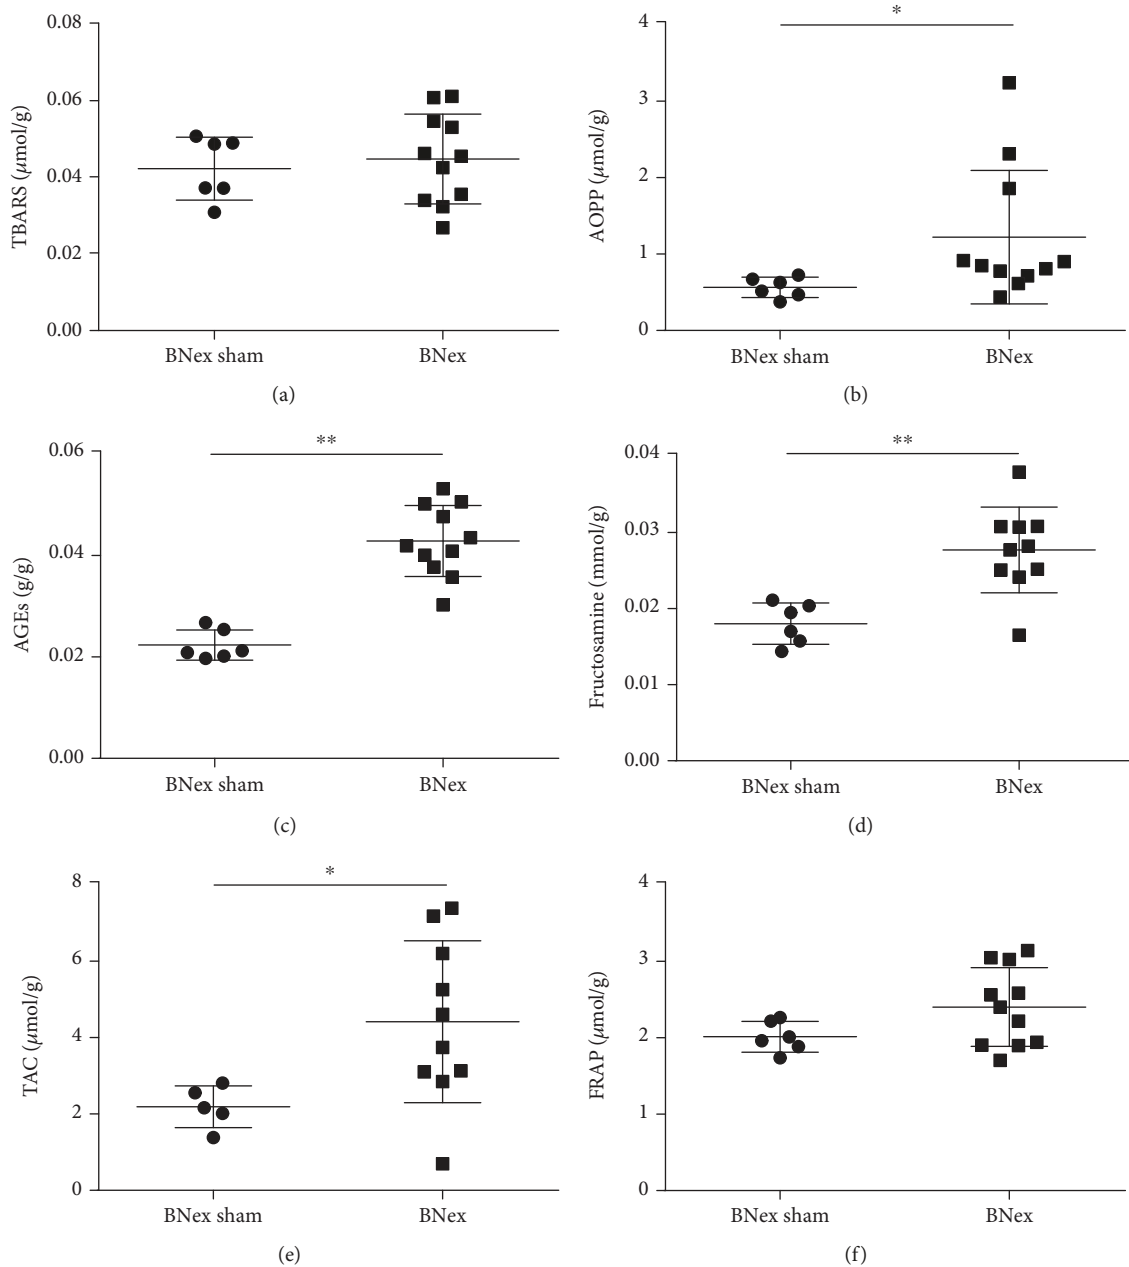 0.08
0.06
0.04
0.02
0.00
TBARS (μmol/g)
BNex sham BNex
(a)
*
4
3
2
1
0
AOPP (μmol/g)
BNex sham BNex
(b)
**
0.06
0.04
0.02
0.00
AGEs (g/g)
BNex sham BNex
(c)
**
0.04
0.03
0.02
0.01
0.00
Fructosamine (mmol/g)
BNex sham BNex
(d)
*
8
6
4
2
0
TAC (μmol/g)
BNex sham BNex
(e)
4
3
2
1
0
FRAP (μmol/g)
BNex sham BNex
(f)